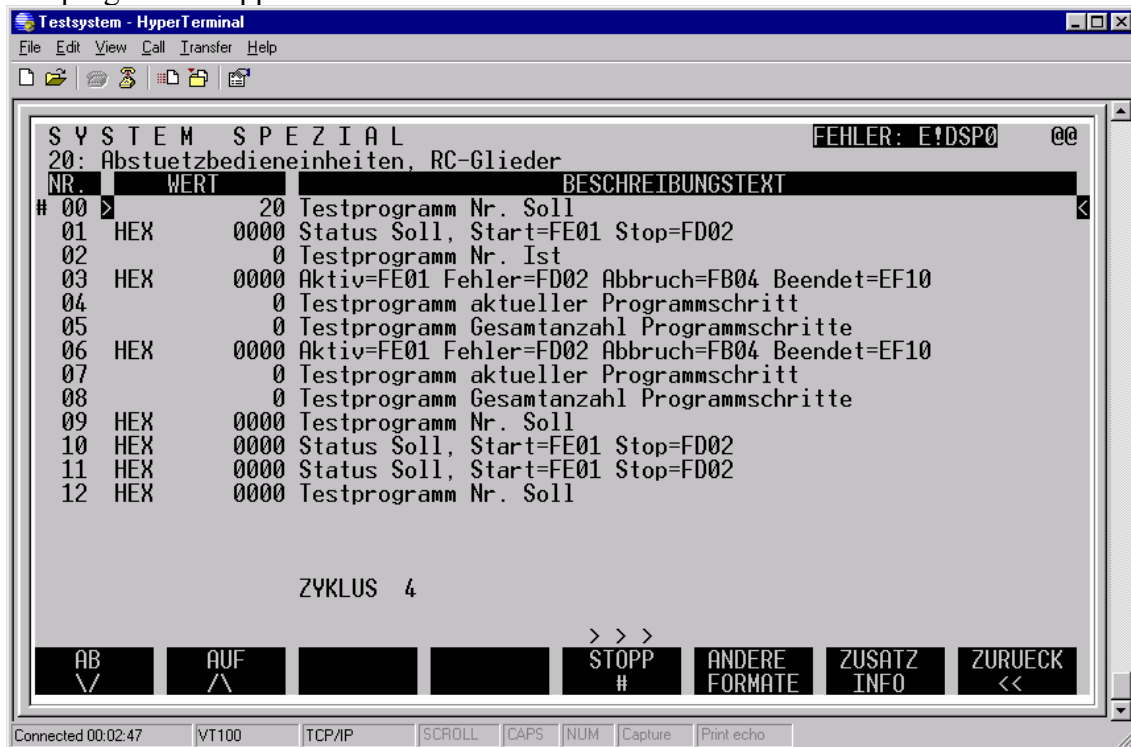 Testsystem - HyperTerminal
File Edit View Call Transfer Help
S Y S T E M   S P E Z I A L   FEHLER: E!DSP0   @@
20: Abstuetzbedieneinheiten, RC-Glieder
NR.   WERT   BESCHREIBUNGSTEXT
# 00 >   20 Testprogramm Nr. Soll <
01 HEX 0000 Status Soll, Start=FE01 Stop=FD02
02 0 Testprogramm Nr. Ist
03 HEX 0000 Aktiv=FE01 Fehler=FD02 Abbruch=FB04 Beendet=EF10
04 0 Testprogramm aktueller Programmschritt
05 0 Testprogramm Gesamtanzahl Programmschritte
06 HEX 0000 Aktiv=FE01 Fehler=FD02 Abbruch=FB04 Beendet=EF10
07 0 Testprogramm aktueller Programmschritt
08 0 Testprogramm Gesamtanzahl Programmschritte
09 HEX 0000 Testprogramm Nr. Soll
10 HEX 0000 Status Soll, Start=FE01 Stop=FD02
11 HEX 0000 Status Soll, Start=FE01 Stop=FD02
12 HEX 0000 Testprogramm Nr. Soll
ZYKLUS 4
> > >
AB AUF STOPP ANDERE ZUSATZ ZURUECK
\/ /\ # FORMATE INFO <<
Connected 00:02:47 VT100 TCP/IP SCROLL CAPS NUM Capture Print echo